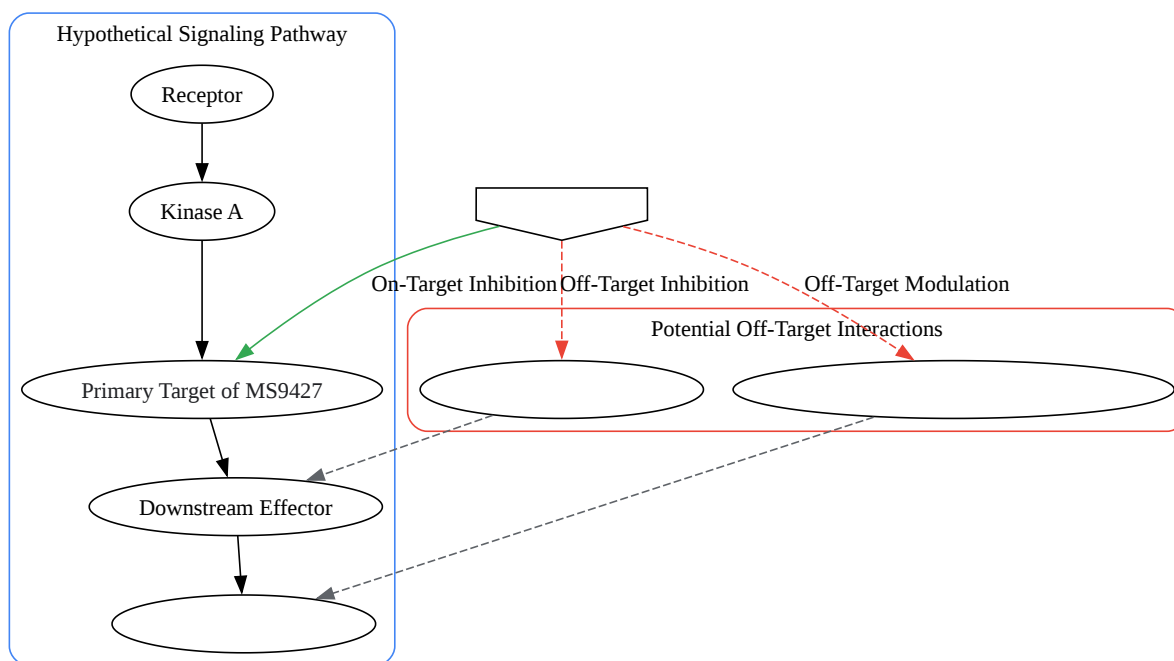 Hypothetical Signaling Pathway
Receptor
Kinase A
On-Target Inhibition
Off-Target Inhibition
Off-Target Modulation
Potential Off-Target Interactions
Primary Target of MS9427
Downstream Effector